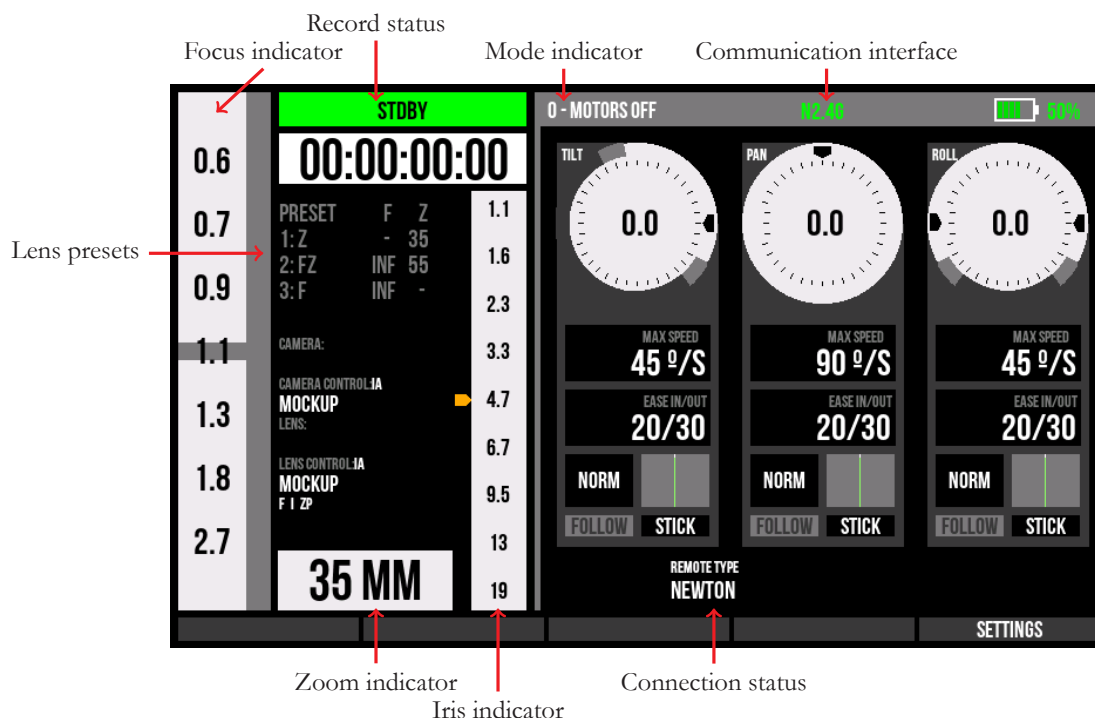 Record status
Focus indicator
Mode indicator
Communication interface
Lens presets
0.6
0.7
0.9
1.1
1.3
1.8
2.7
STDBY
00:00:00:00
PRESET F Z
1: Z - 35
2: FZ INF 55
3: F INF -
CAMERA:
CAMERA CONTROL:IA
MOCKUP
LENS:
LENS CONTROL:IA
MOCKUP
F I ZP
35 MM
1.1
1.6
2.3
3.3
4.7
6.7
9.5
13
19
0 - MOTORS OFF N2.4G 50%
TILT
0.0
MAX SPEED
45 º/S
EASE IN/OUT
20/30
NORM
FOLLOW STICK
PAN
0.0
MAX SPEED
90 º/S
EASE IN/OUT
20/30
NORM
FOLLOW STICK
ROLL
0.0
MAX SPEED
45 º/S
EASE IN/OUT
20/30
NORM
FOLLOW STICK
REMOTE TYPE
NEWTON
SETTINGS
Zoom indicator
Iris indicator
Connection status